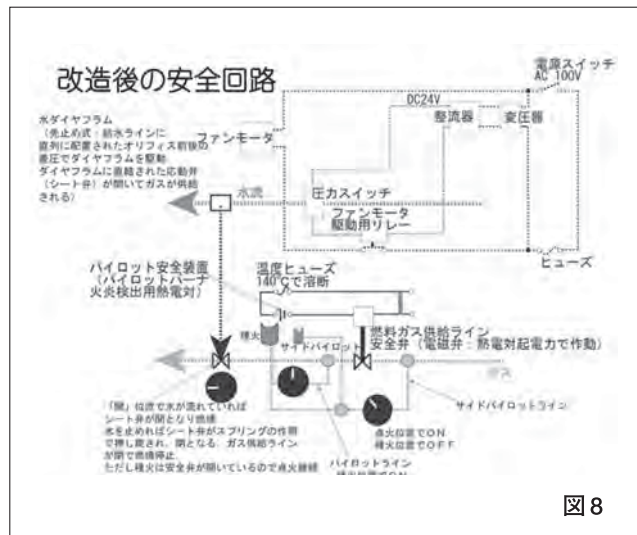 改造後の安全回路
電源スイッチ
AC 100V
DC24V
整流器
変圧器
水ダイヤフラム
(先止め式:給水ラインに
直列に配置されたオリフィス前後の
差圧でダイヤフラムを駆動
ダイヤフラムに直結された応動弁
(シート弁)が開いてガスが供給
される)
ファンモータ
水流
圧力スイッチ
ファンモータ
駆動用リレー
ヒューズ
パイロット安全装置
(パイロットバーナ
火炎検出用熱電対)
温度ヒューズ
140℃で溶断
種火
サイドパイロット
燃料ガス供給ライン
安全弁(電磁弁:熱電対起電力で作動)
サイドパイロットライン
「開」位置で水が流れていれば
シート弁が開となり燃焼
水を止めればシート弁がスプリングの作用
で押し戻され、閉となる、ガス供給ライン
が閉で燃焼停止
ただし種火は安全弁が開いているので点火継続
点火位置でON
種火位置でOFF
パイロットライン
図8